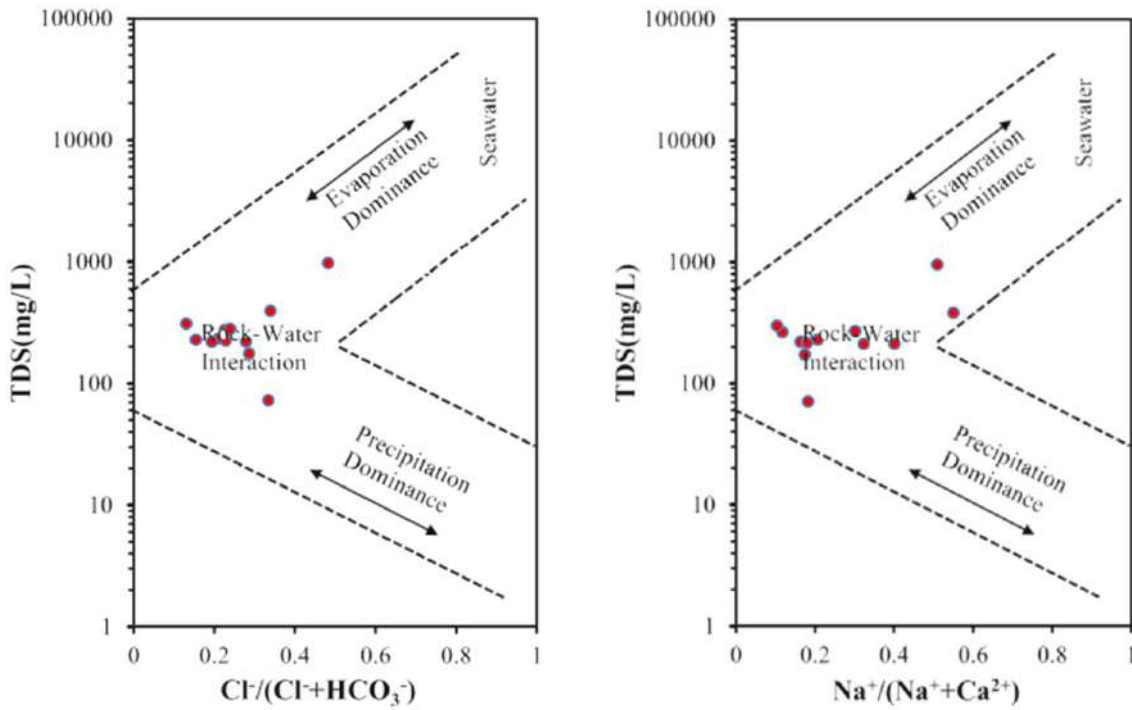 100000
10000
1000
100
10
1
TDS(mg/L)
Evaporation
Dominance
Seawater
Rock-Water
Interaction
Precipitation
Dominance
0
0.2
0.4
0.6
0.8
1
Cl⁻/(Cl⁻+HCO₃⁻)
100000
10000
1000
100
10
1
TDS(mg/L)
Evaporation
Dominance
Seawater
Rock-Water
Interaction
Precipitation
Dominance
0
0.2
0.4
0.6
0.8
1
Na⁺/(Na⁺+Ca²⁺)